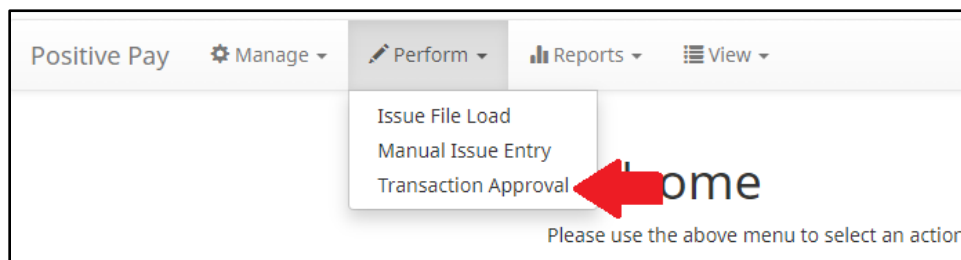 Positive Pay Manage Perform Reports View
Issue File Load
Manual Issue Entry
Transaction Approval
ome
Please use the above menu to select an action